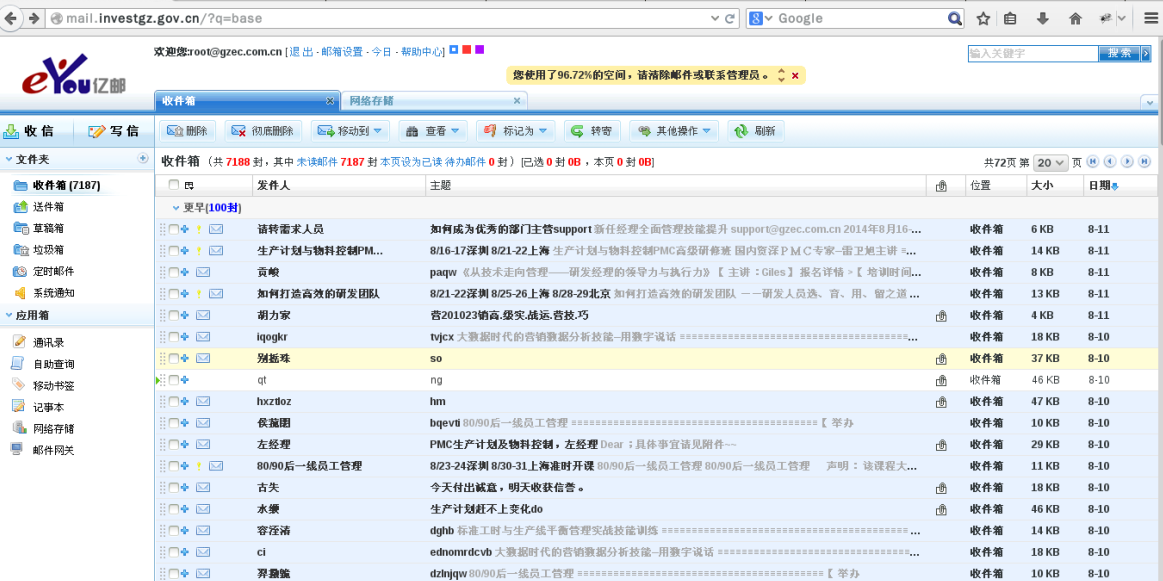 mail.investgz.gov.cn/?q=base
Google
eYou亿邮
欢迎您:root@gzec.com.cn [退 出 - 邮箱设置 - 今日 - 帮助中心]
输入关键字 搜 索
您使用了96.72%的空间，请清除邮件或联系管理员。
收件箱 网络存储
收 信 写 信
删除 彻底删除 移动到 查看 标记为 转寄 其他操作 刷新
文件夹
收件箱 (7187)
送件箱
草稿箱
垃圾箱
定时邮件
系统通知
应用箱
通讯录
自助查询
移动书签
记事本
网络存储
邮件网关
收件箱 （共 7188 封，其中 未读邮件 7187 封 本页设为已读 待办邮件 0 封）[已选 0 封 0B ，本页 0 封 0B]
共72页 第 20 页
发件人 主题 位置 大小 日期
更早(100封)
请转需求人员 如何成为优秀的部门主管support 新任经理全面管理技能提升 support@gzec.com.cn 2014年8月16-... 收件箱 6 KB 8-11
生产计划与物料控制PM... 8/16-17深圳 8/21-22上海 生产计划与物料控制PMC高级研修班 国内资深ＰＭＣ专家--雷卫旭主讲 =... 收件箱 14 KB 8-11
贡峻 paqw 《从技术走向管理——研发经理的领导力与执行力》【 主讲：Giles 】 报名详情 >【 培训时间... 收件箱 8 KB 8-11
如何打造高效的研发团队 8/21-22深圳 8/25-26上海 8/28-29北京 如何打造高效的研发团队 －－研发人员选、育、用、留之道 ... 收件箱 13 KB 8-11
胡力家 营201023销高.级实.战运.营技.巧 收件箱 4 KB 8-11
iqogkr tvjcx 大数据时代的营销数据分析技能--用数字说话 =====================================... 收件箱 18 KB 8-10
so 收件箱 37 KB 8-10
qt ng 收件箱 46 KB 8-10
hxztloz hm 收件箱 47 KB 8-10
bqevti 80/90后一线员工管理 ========================================【 举办 收件箱 10 KB 8-10
左经理 PMC生产计划及物料控制，左经理 Dear ；具体事宜请见附件~~ 收件箱 29 KB 8-10
80/90后一线员工管理 8/23-24深圳 8/30-31上海准时开课 80/90后一线员工管理 80/90后一线员工管理 声明： 该课程大... 收件箱 11 KB 8-10
古失 今天付出诚意，明天收获信誉。 收件箱 18 KB 8-10
水 生产计划赶不上变化do 收件箱 46 KB 8-10
dghb 标准工时与生产线平衡管理实战技能训练 ========================================... 收件箱 14 KB 8-10
ci ednomrdcvb 大数据时代的营销数据分析技能--用数字说话 ================================... 收件箱 18 KB 8-10
dzlnjqw 80/90后一线员工管理 ========================================【 举办 收件箱 10 KB 8-10